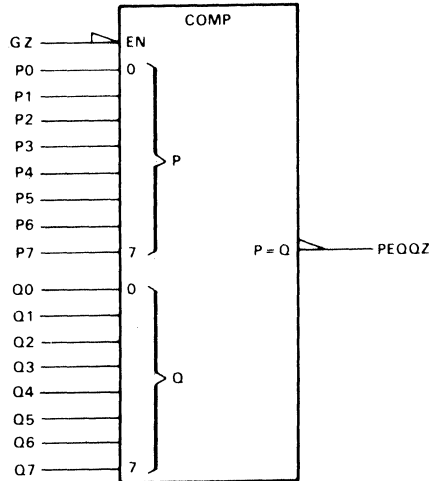 COMP
GZ EN
P0 0
P1
P2
P3
P4
P
P5
P6
P7 7
P = Q PEQQZ
Q0 0
Q1
Q2
Q3
Q4
Q
Q5
Q6
Q7 7